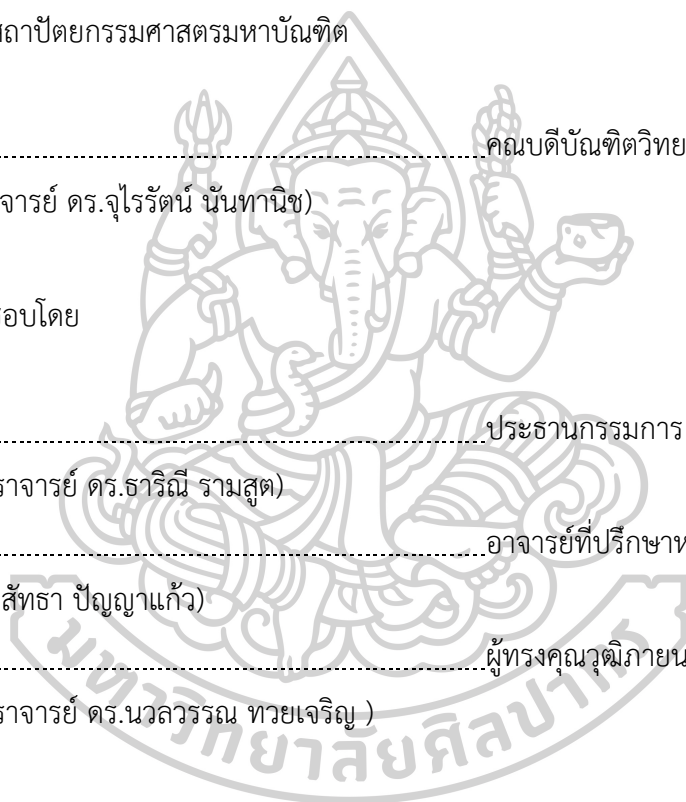 สถาปัตยกรรมศาสตรมหาบัณฑิต
คณบดีบัณฑิตวิทย
จารย์ ดร.จุไรรัตน์ นันทานิช)
อบโดย
ประธานกรรมการ
ราจารย์ ดร.ธาริณี รามสูต)
อาจารย์ที่ปรึกษาห
สัทธา ปัญญาแก้ว)
ผู้ทรงคุณวุฒิภายน
ราจารย์ ดร.นวลวรรณ ทวยเจริญ )
มหาวิทยาลัยศิลปากร